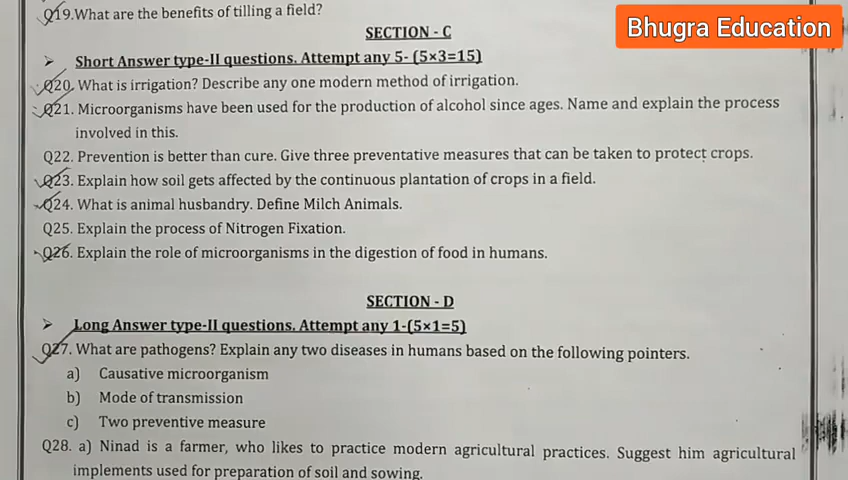 Q19.What are the benefits of tilling a field?
Bhugra Education
SECTION - C
➤ Short Answer type-II questions. Attempt any 5- (5×3=15)
Q20. What is irrigation? Describe any one modern method of irrigation.
Q21. Microorganisms have been used for the production of alcohol since ages. Name and explain the process
involved in this.
Q22. Prevention is better than cure. Give three preventative measures that can be taken to protect crops.
Q23. Explain how soil gets affected by the continuous plantation of crops in a field.
Q24. What is animal husbandry. Define Milch Animals.
Q25. Explain the process of Nitrogen Fixation.
Q26. Explain the role of microorganisms in the digestion of food in humans.
SECTION - D
➤ Long Answer type-II questions. Attempt any 1-(5×1=5)
Q27. What are pathogens? Explain any two diseases in humans based on the following pointers.
a) Causative microorganism
b) Mode of transmission
c) Two preventive measure
Q28. a) Ninad is a farmer, who likes to practice modern agricultural practices. Suggest him agricultural
implements used for preparation of soil and sowing.